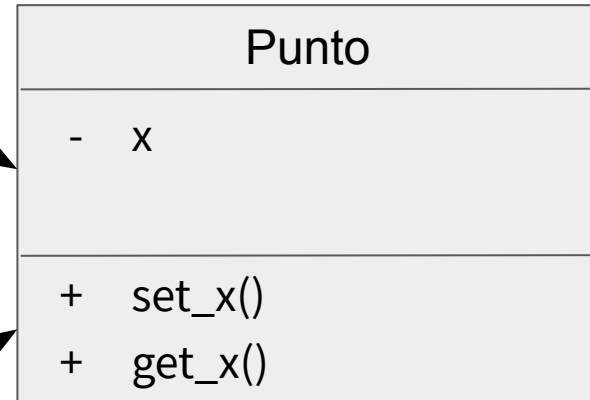 Punto
- x
+ set_x()
+ get_x()